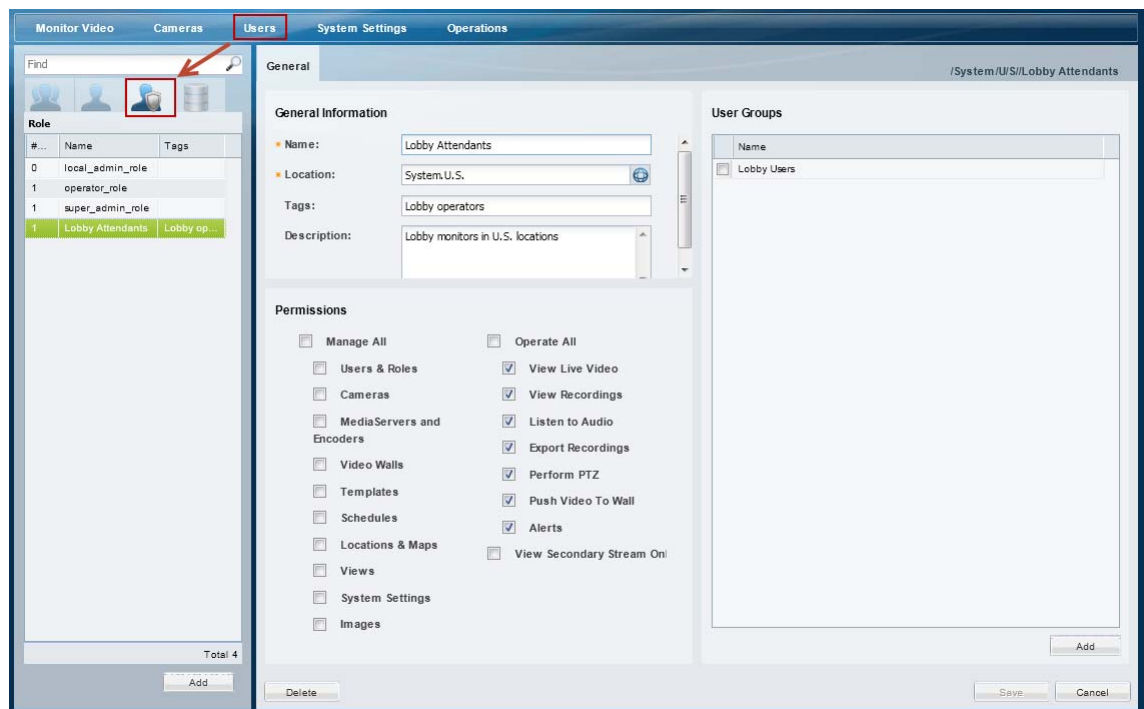 Monitor Video Cameras Users System Settings Operations
Find
Role
#... Name Tags
0 local_admin_role
1 operator_role
1 super_admin_role
1 Lobby Attendants Lobby op...
Total 4
Add
General
/System/U/S//Lobby Attendants
General Information
Name: Lobby Attendants
Location: System.U.S.
Tags: Lobby operators
Description: Lobby monitors in U.S. locations
Permissions
Manage All
Users & Roles
Cameras
MediaServers and
Encoders
Video Walls
Templates
Schedules
Locations & Maps
Views
System Settings
Images
Operate All
View Live Video
View Recordings
Listen to Audio
Export Recordings
Perform PTZ
Push Video To Wall
Alerts
View Secondary Stream Onl
User Groups
Name
Lobby Users
Add
Delete
Save Cancel